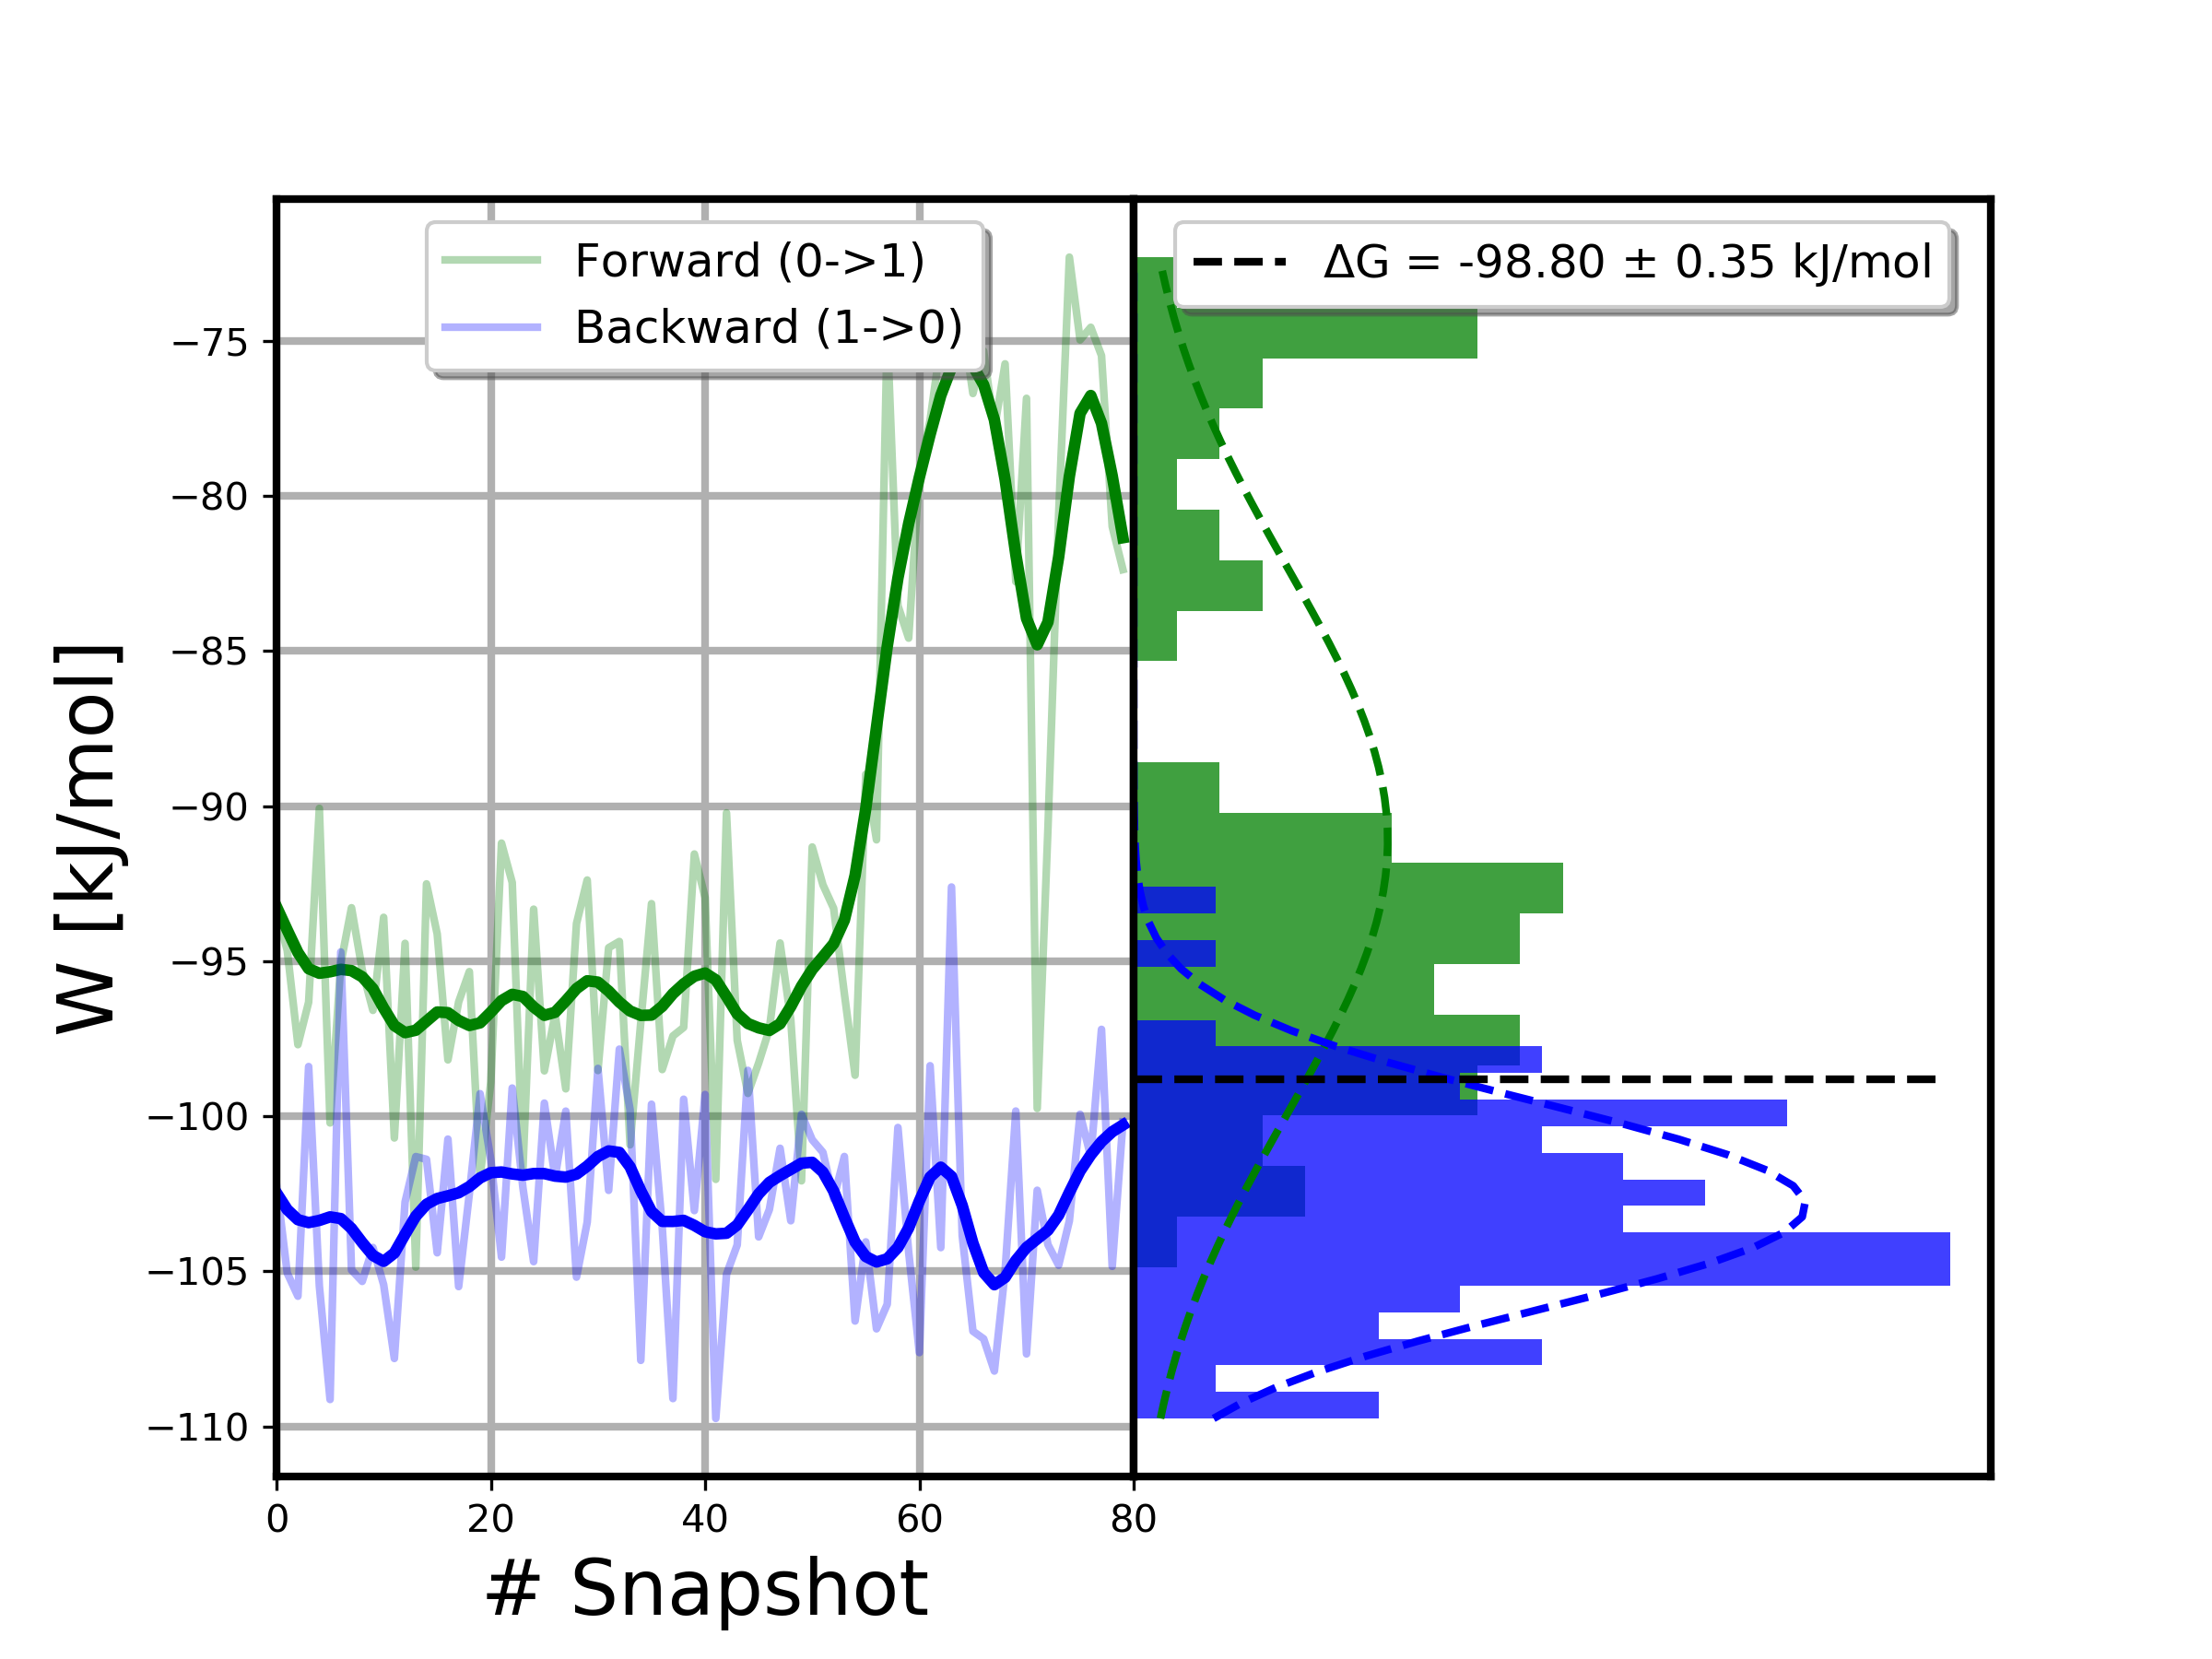 Forward (0->1)
Backward (1->0)
ΔG = -98.80 ± 0.35 kJ/mol
W [kJ/mol]
−75
−80
−85
−90
−95
−100
−105
−110
0 20 40 60 80
# Snapshot